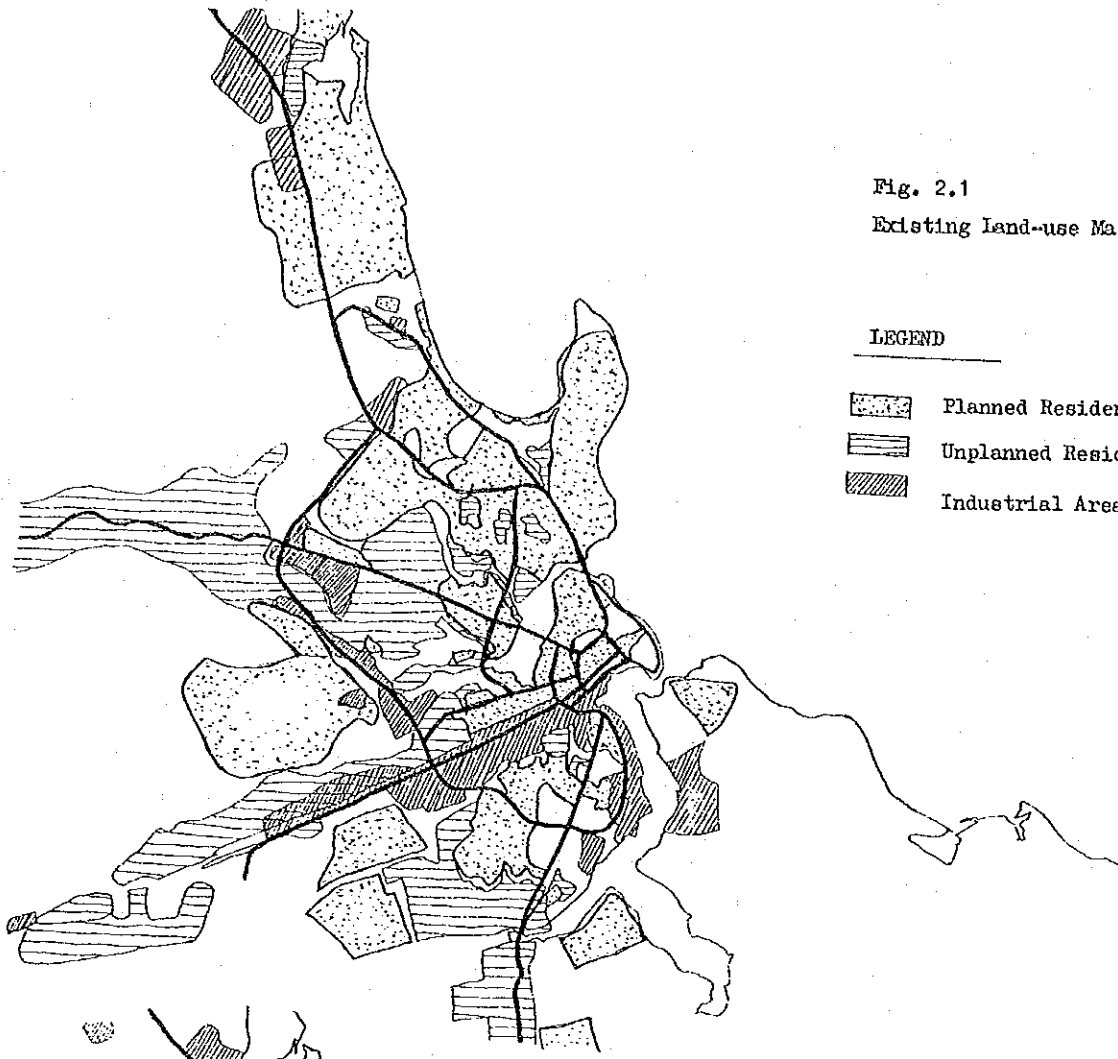 Fig. 2.1
Existing Land-use Ma
LEGEND
Planned Residen
Unplanned Resid
Industrial Area